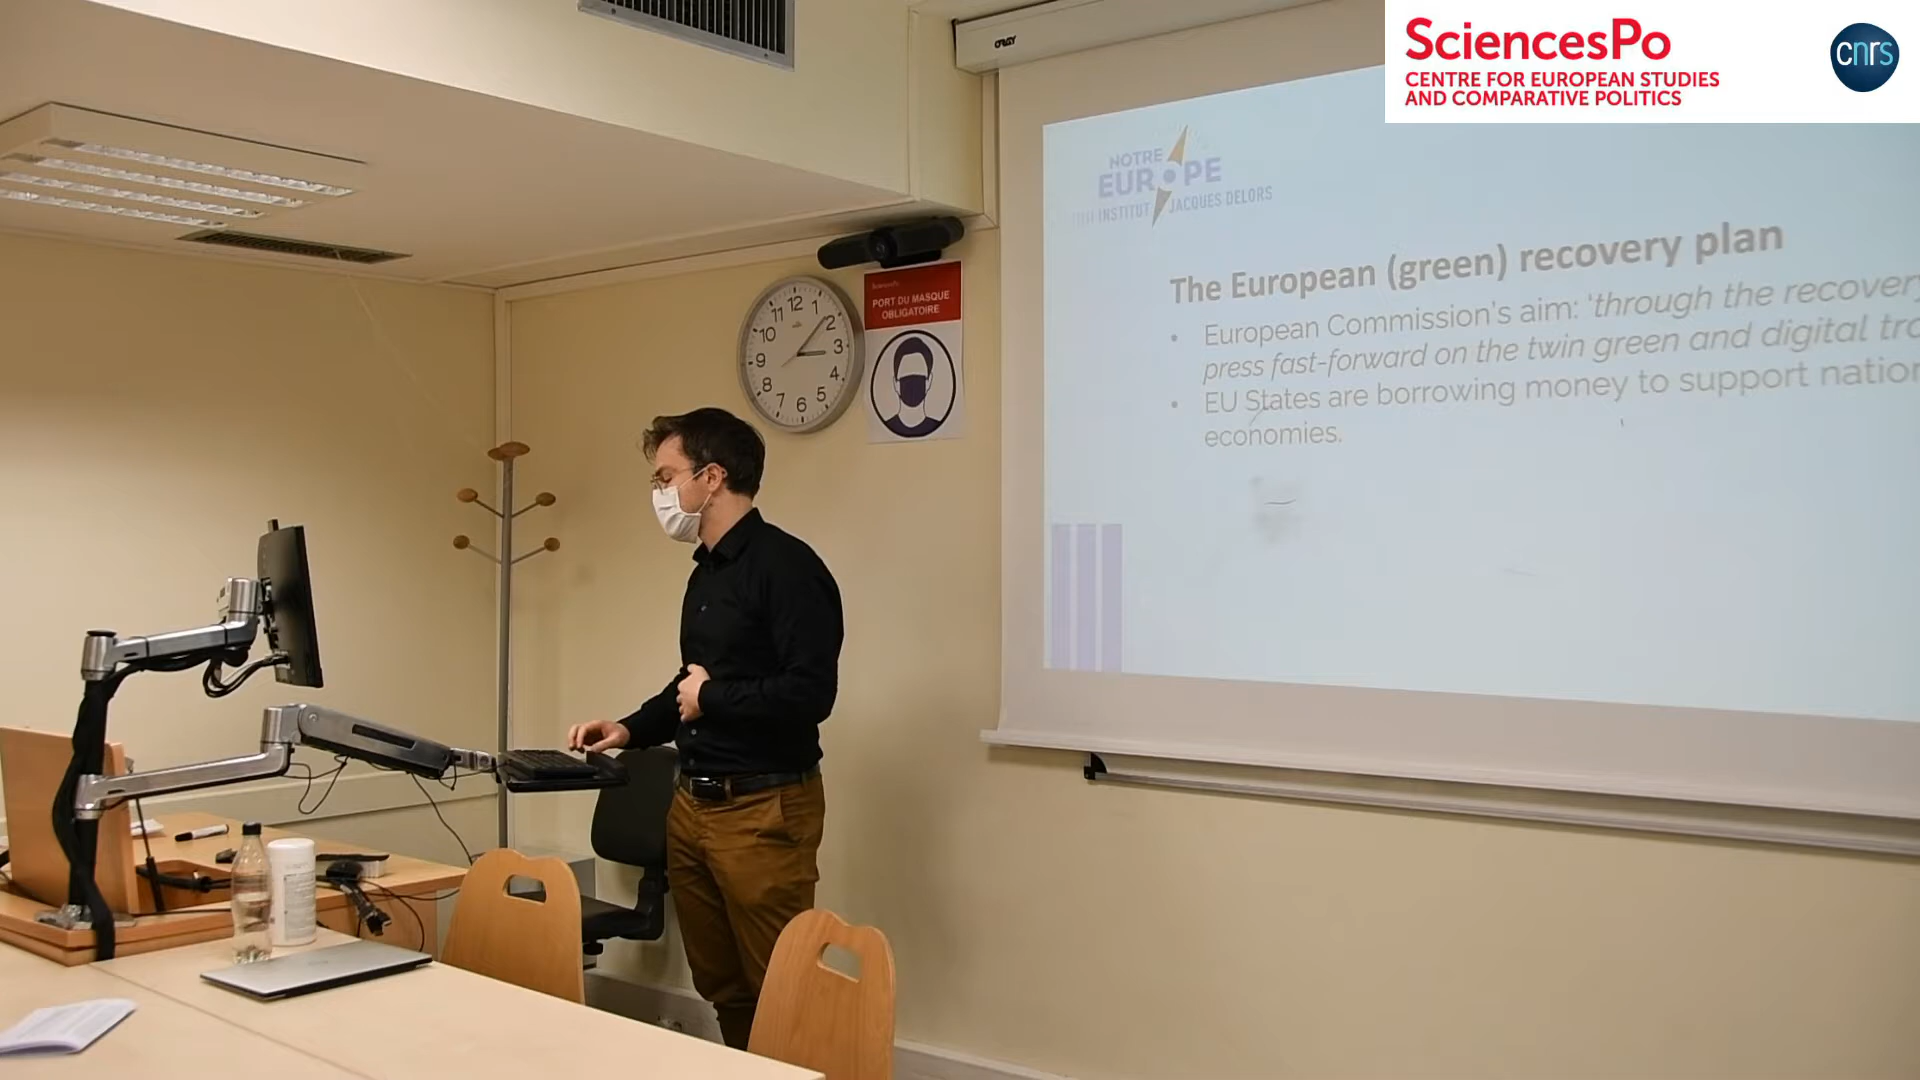 SciencesPo
CENTRE FOR EUROPEAN STUDIES
AND COMPARATIVE POLITICS
cnrs
ORAY
NOTRE
EUROPE
INSTITUT JACQUES DELORS
The European (green) recovery plan
• European Commission's aim: 'through the recovery
press fast-forward on the twin green and digital
• EU States are borrowing money to support
economies.
SciencesPo
PORT DU MASQUE
OBLIGATOIRE
12
1
2
3
4
5
6
7
8
9
10
11